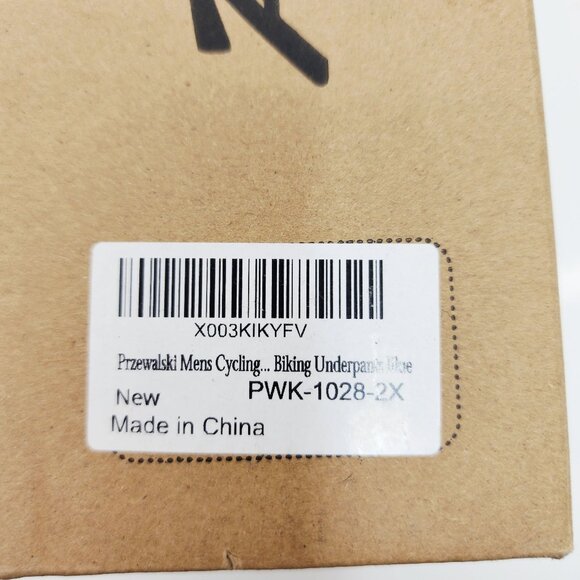 X003KIKYFV
Przewalski Mens Cycling... Biking Underpants Blue
New PWK-1028-2X
Made in China